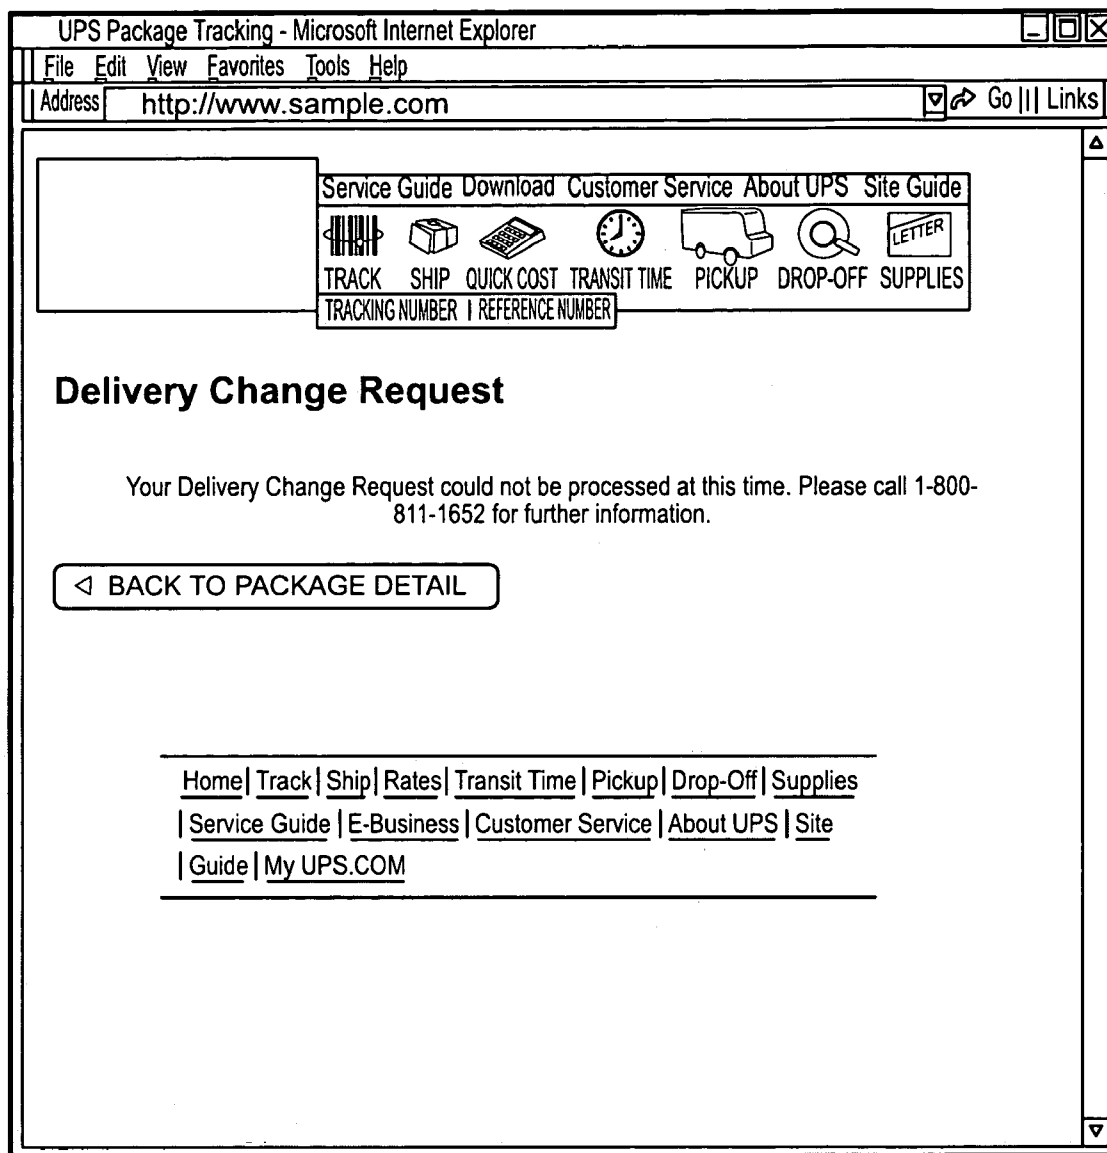 UPS Package Tracking - Microsoft Internet Explorer
File Edit View Favorites Tools Help
Address http://www.sample.com Go ||| Links
Service Guide Download Customer Service About UPS Site Guide
LETTER
TRACK SHIP QUICK COST TRANSIT TIME PICKUP DROP-OFF SUPPLIES
TRACKING NUMBER | REFERENCE NUMBER
Delivery Change Request
Your Delivery Change Request could not be processed at this time. Please call 1-800-
811-1652 for further information.
BACK TO PACKAGE DETAIL
Home | Track | Ship | Rates | Transit Time | Pickup | Drop-Off | Supplies
| Service Guide | E-Business | Customer Service | About UPS | Site
| Guide | My UPS.COM